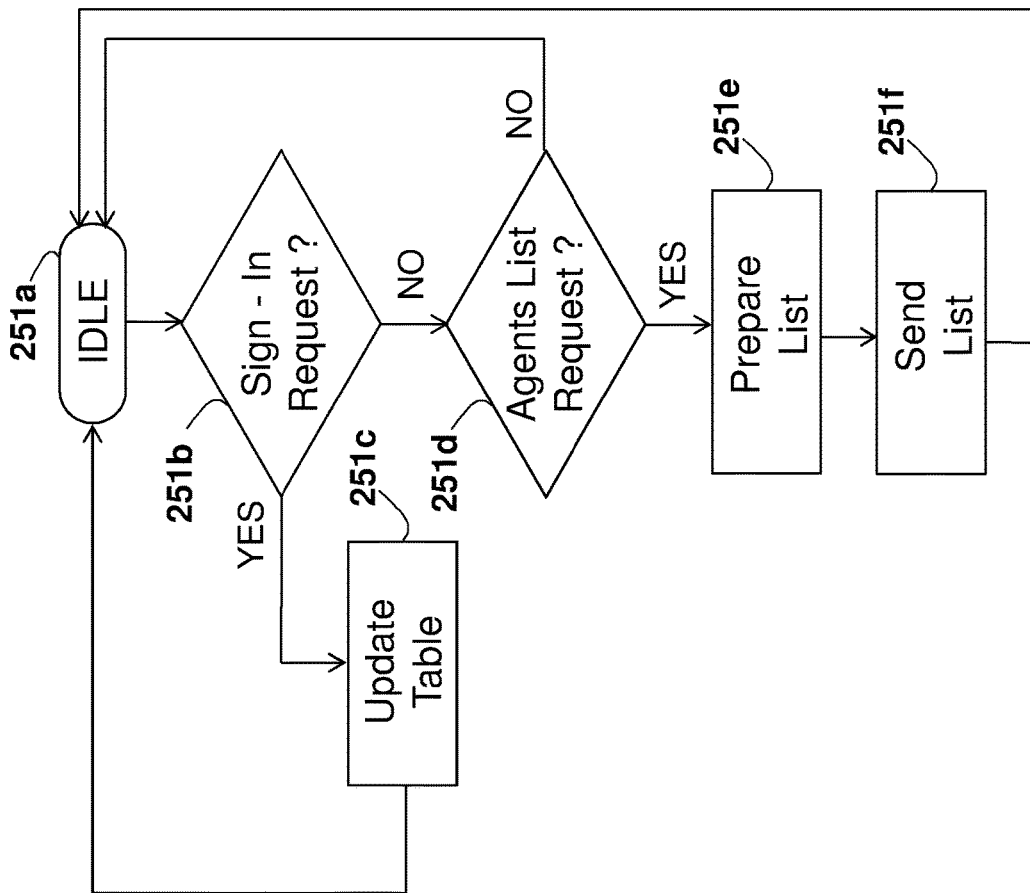 251a
IDLE
251b
Sign - In
Request ?
YES
NO
251c
Update
Table
251d
Agents List
Request ?
NO
YES
251e
Prepare
List
251f
Send
List